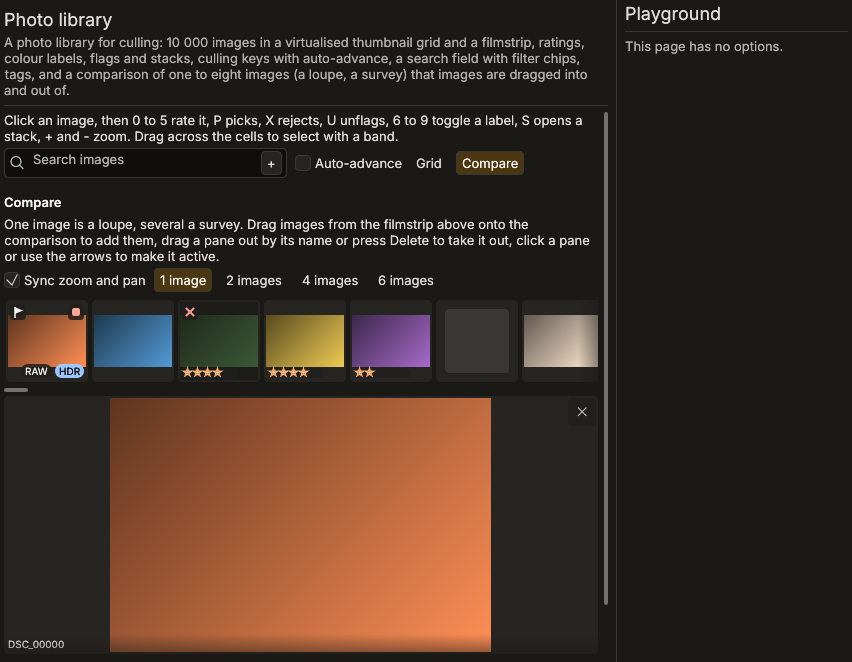 Photo library
A photo library for culling: 10 000 images in a virtualised thumbnail grid and a filmstrip, ratings,
colour labels, flags and stacks, culling keys with auto-advance, a search field with filter chips,
tags, and a comparison of one to eight images (a loupe, a survey) that images are dragged into
and out of.
Click an image, then 0 to 5 rate it, P picks, X rejects, U unflags, 6 to 9 toggle a label, S opens a
stack, + and - zoom. Drag across the cells to select with a band.
Search images + Auto-advance Grid Compare
Compare
One image is a loupe, several a survey. Drag images from the filmstrip above onto the
comparison to add them, drag a pane out by its name or press Delete to take it out, click a pane
or use the arrows to make it active.
Sync zoom and pan 1 image 2 images 4 images 6 images
RAW HDR
DSC_00000
Playground
This page has no options.